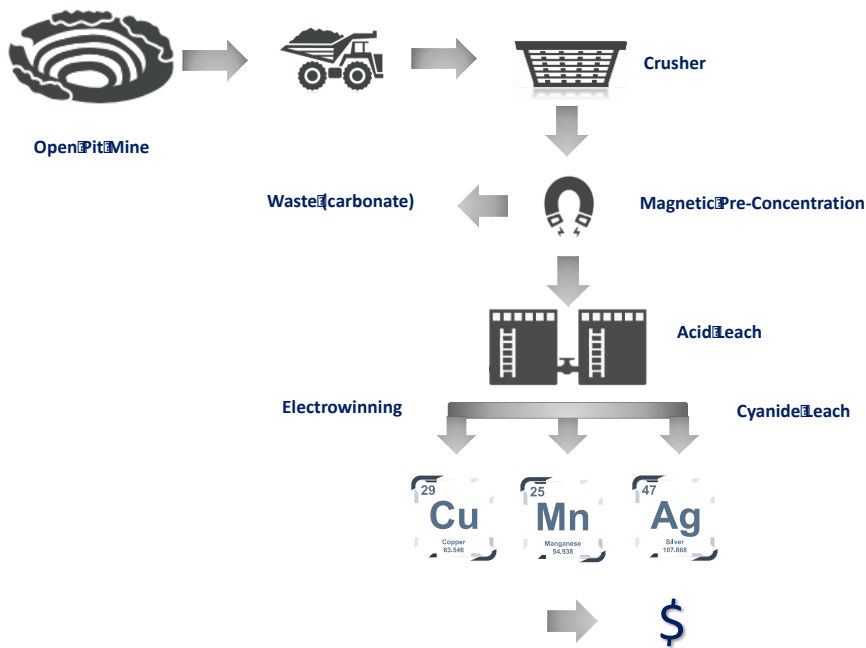 Crusher
Open Pit Mine
Waste (carbonate)
Magnetic Pre-Concentration
Acid Leach
Electrowinning
Cyanide Leach
29
Cu
Copper
63.546
25
Mn
Manganese
54.938
47
Ag
Silver
107.868
$